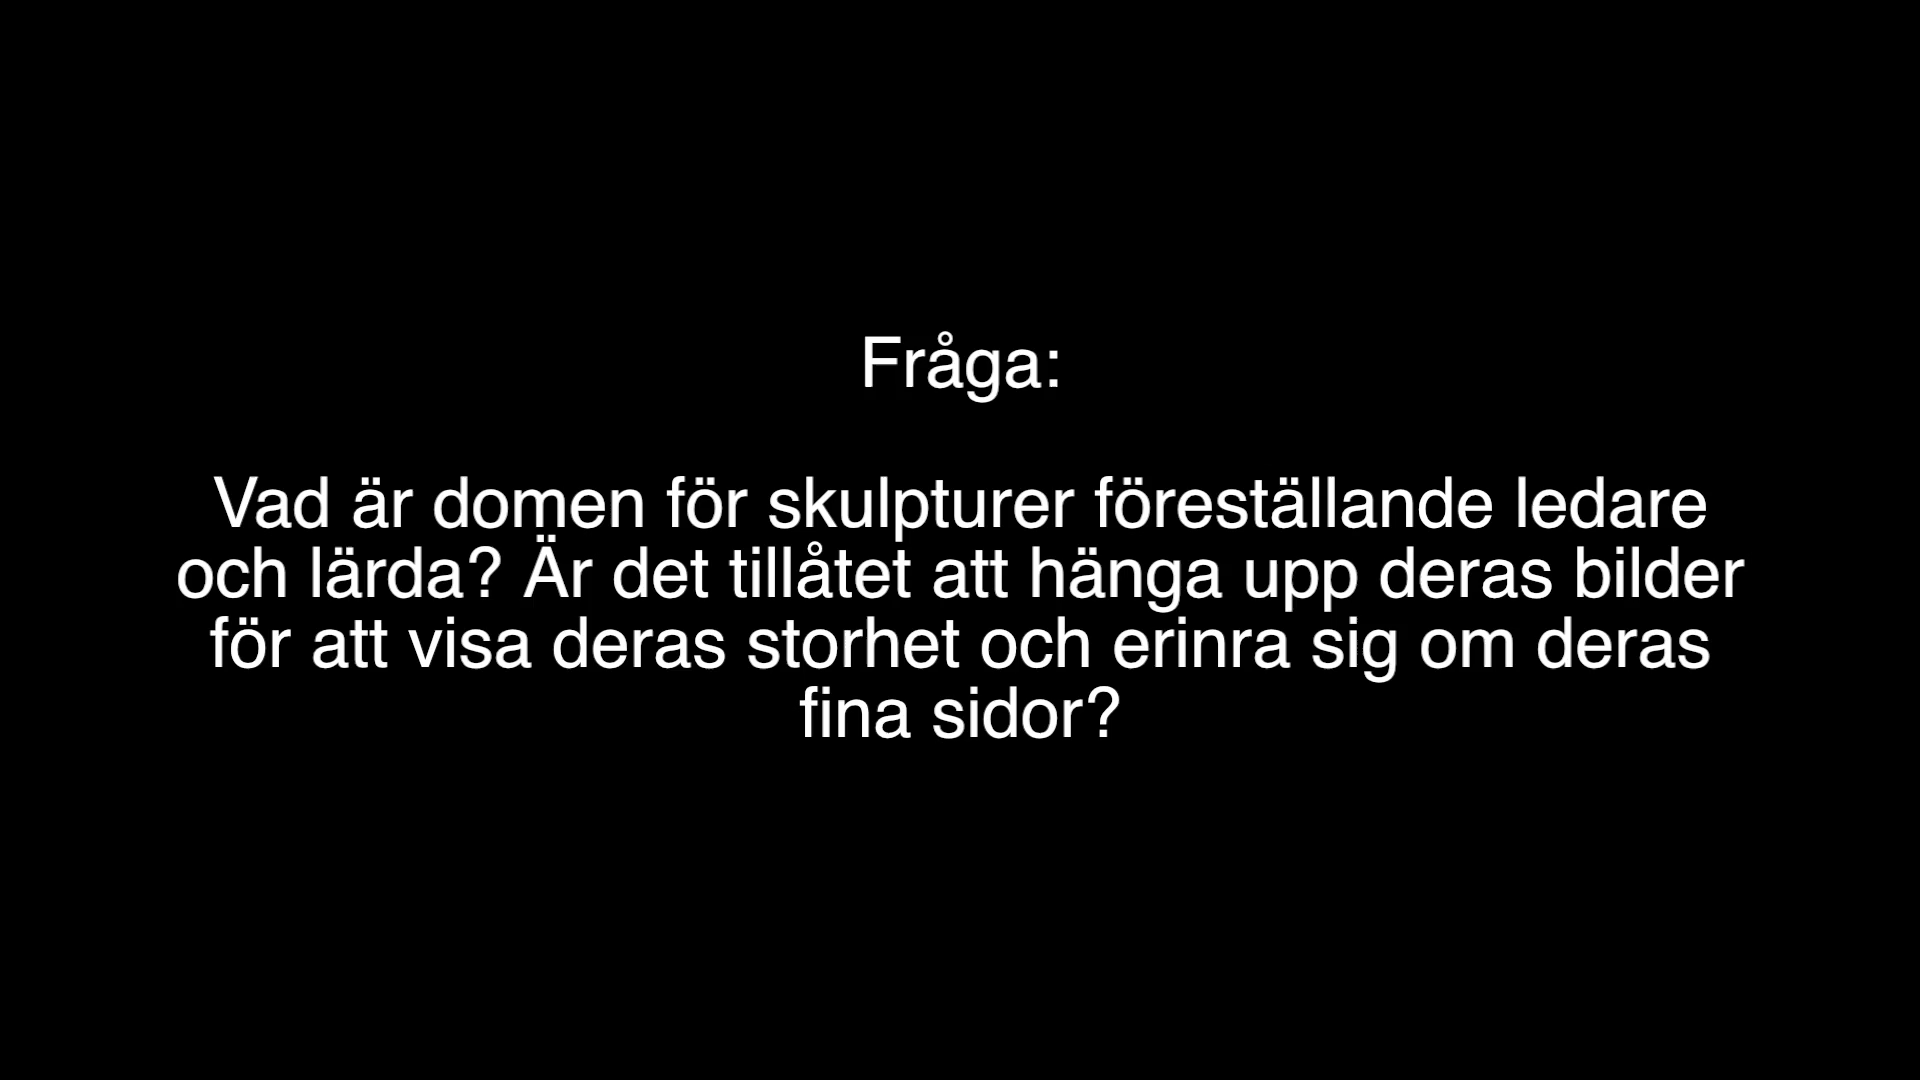 Fråga:
Vad är domen för skulpturer föreställande ledare
och lärda? Är det tillåtet att hänga upp deras bilder
för att visa deras storhet och erinra sig om deras
fina sidor?